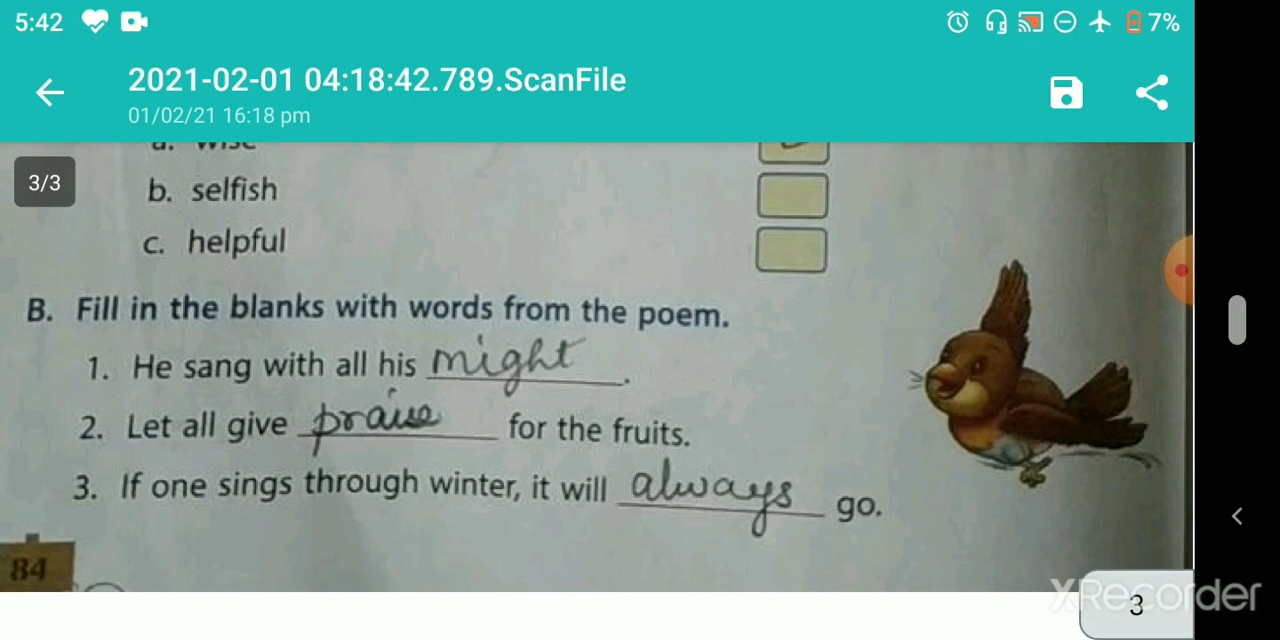 5:42
7%
2021-02-01 04:18:42.789.ScanFile
01/02/21 16:18 pm
3/3
a. wise
b. selfish
c. helpful
B. Fill in the blanks with words from the poem.
1. He sang with all his might.
2. Let all give praise for the fruits.
3. If one sings through winter, it will always go.
84
3
XRecorder